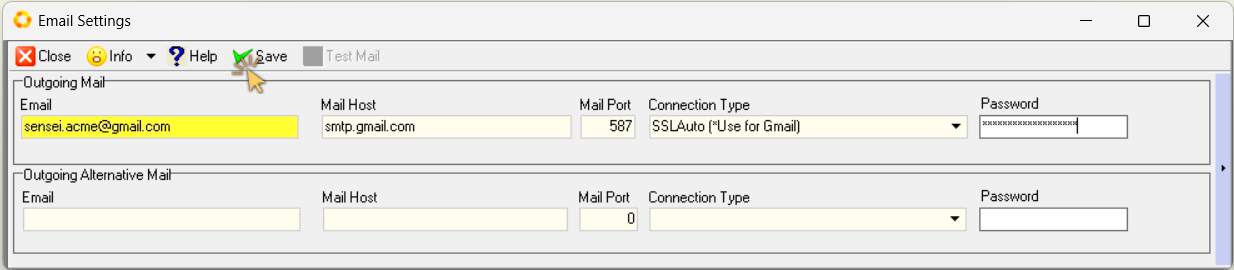 Email Settings
Close Info Help Save Test Mail
Outgoing Mail
Email Mail Host Mail Port Connection Type Password
sensei.acme@gmail.com smtp.gmail.com 587 SSLAuto (*Use for Gmail) *******************
Outgoing Alternative Mail
Email Mail Host Mail Port Connection Type Password
0